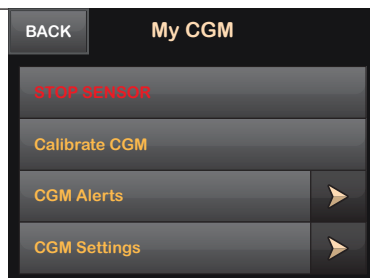 BACK
My CGM
STOP SENSOR
Calibrate CGM
CGM Alerts
CGM Settings